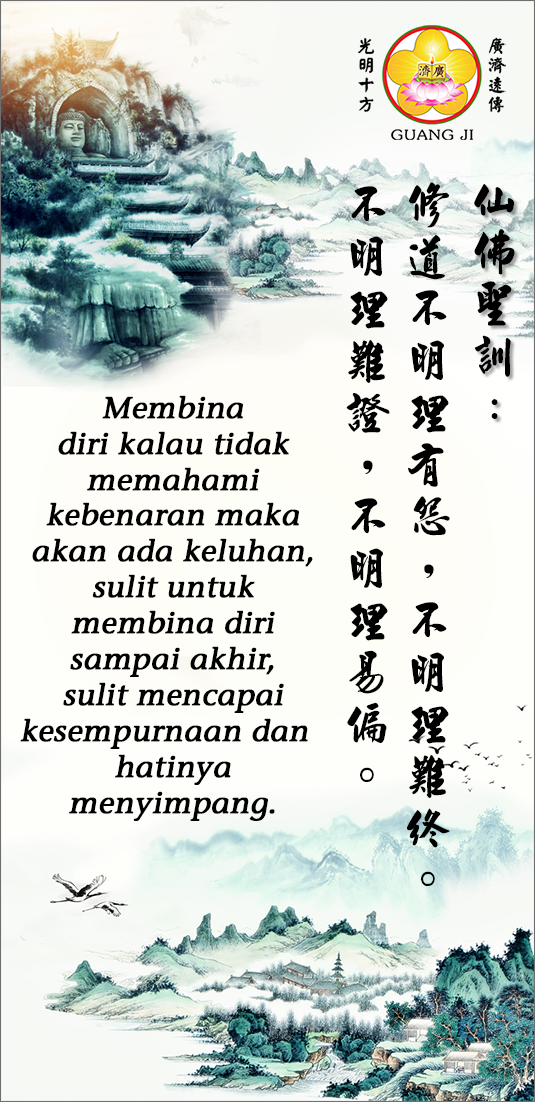 廣濟遠傳
光明十方
GUANG JI
廣濟
仙佛聖訓：
修道不明理有怨，不明理難終。
不明理難證，不明理易偏。
Membina
diri kalau tidak
memahami
kebenaran maka
akan ada keluhan,
sulit untuk
membina diri
sampai akhir,
sulit mencapai
kesempurnaan dan
hatinya
menyimpang.